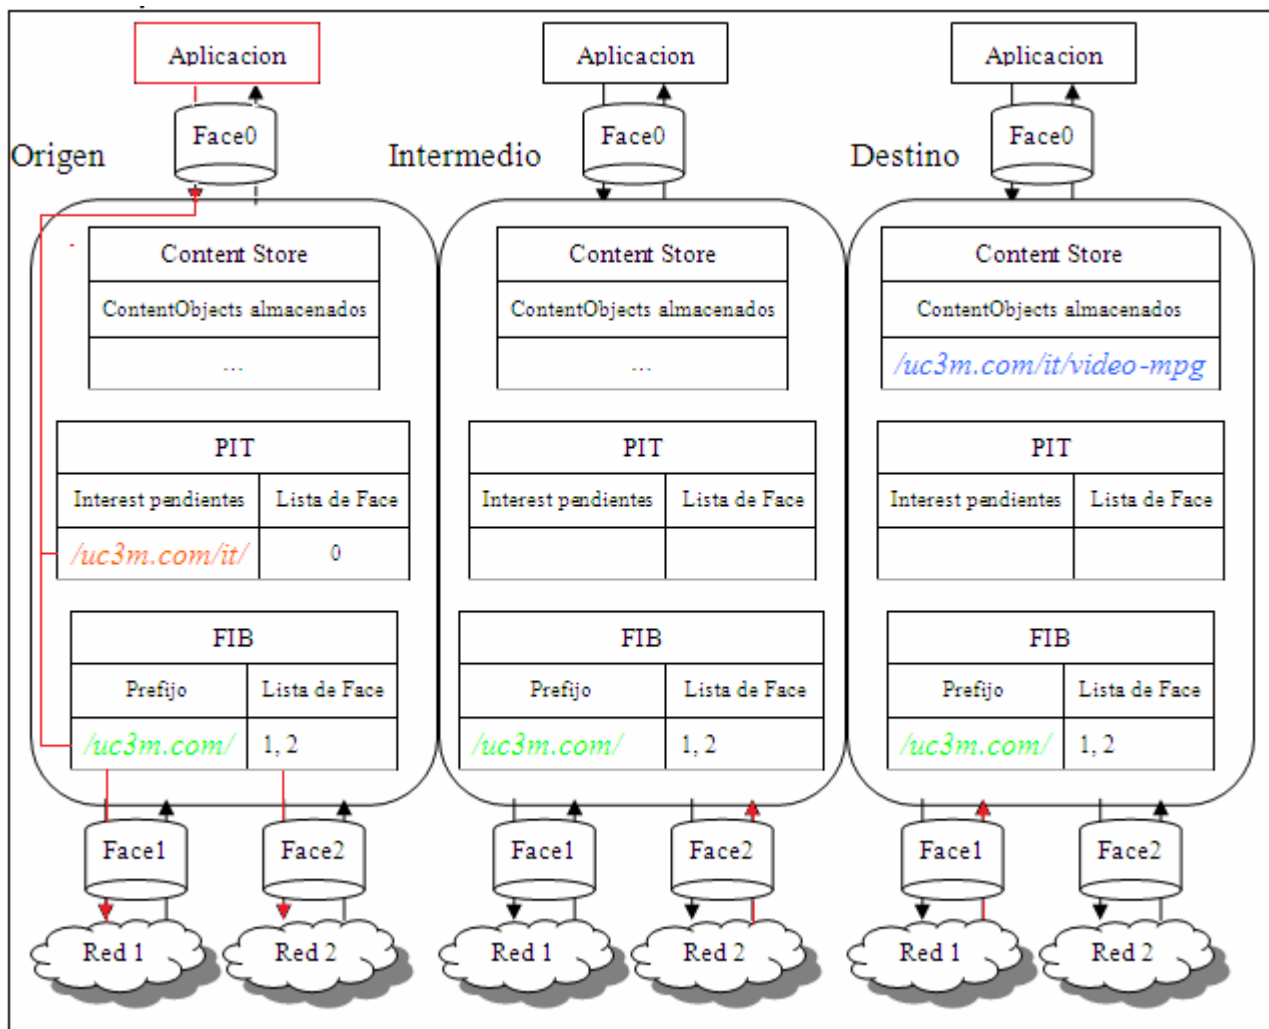 Aplicacion
Aplicacion
Aplicacion
Face0
Face0
Face0
Origen
Intermedio
Destino
Content Store
ContentObjects almacenados
...
PIT
Interest pendientes
Lista de Face
/uc3m.com/it/
0
FIB
Prefijo
Lista de Face
/uc3m.com/
1, 2
Content Store
ContentObjects almacenados
...
PIT
Interest pendientes
Lista de Face
FIB
Prefijo
Lista de Face
/uc3m.com/
1, 2
Content Store
ContentObjects almacenados
/uc3m.com/it/video-mpg
PIT
Interest pendientes
Lista de Face
FIB
Prefijo
Lista de Face
/uc3m.com/
1, 2
Face1
Face2
Face1
Face2
Face1
Face2
Red 1
Red 2
Red 1
Red 2
Red 1
Red 2